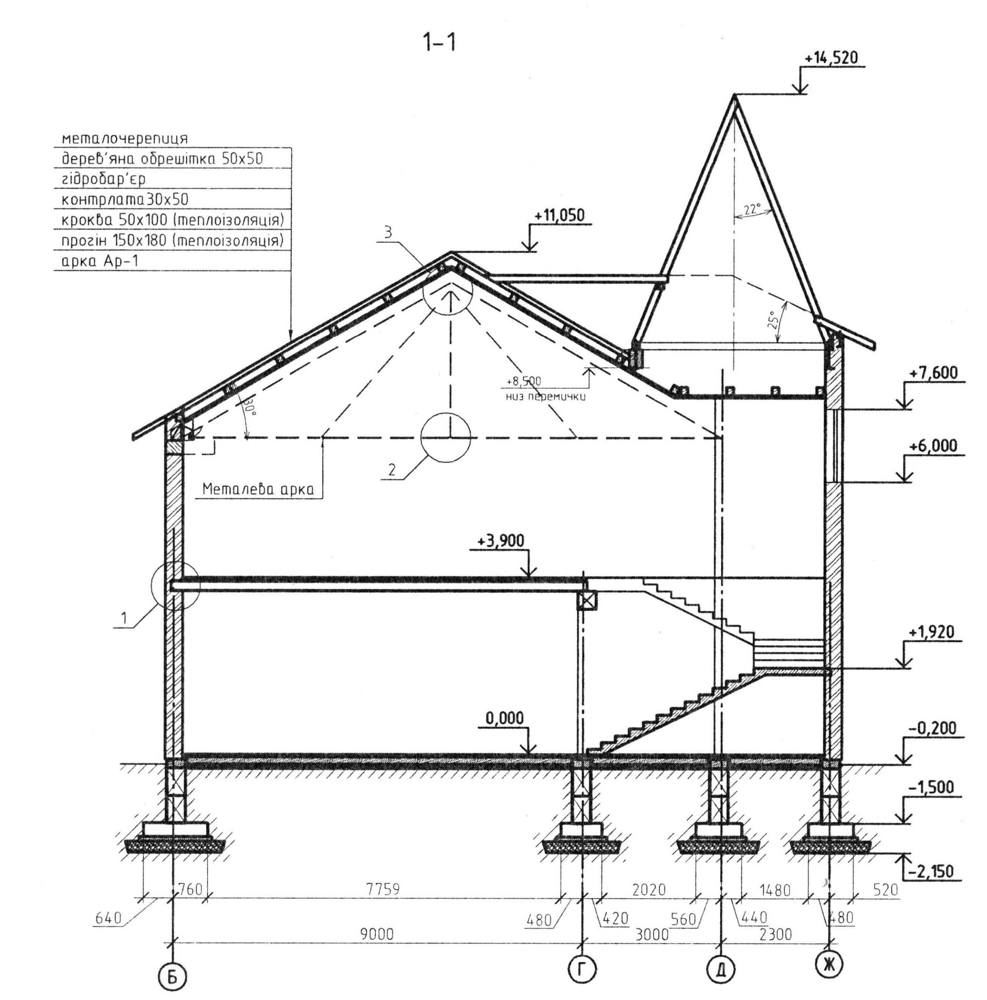 1-1
+14,520
металочерепиця
дерев'яна обрешітка 50х50
гідробар'єр
контрлата30х50
кроква 50х100 (теплоізоляція)
прогін 150х180 (теплоізоляція)
арка Ар-1
22°
+11,050
3
25°
+7,600
+8,500
низ перемички
30°
+6,000
2
Металева арка
+3,900
1
+1,920
0,000
-0,200
-1,500
-2,150
760
7759
2020
1480
520
640
480
420
560
440
480
9000
3000
2300
Б
Г
Д
Ж